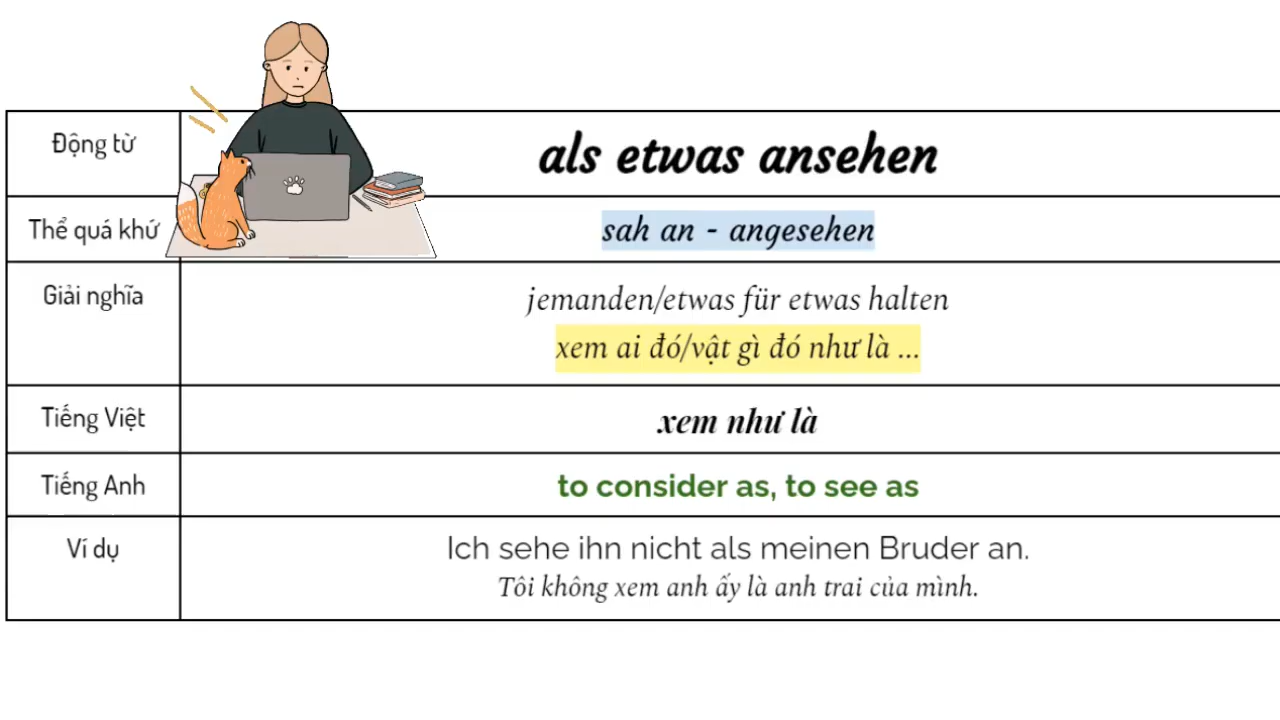 Động từ
als etwas ansehen
Thể quá khứ
sah an - angesehen
Giải nghĩa
jemanden/etwas für etwas halten
xem ai đó/vật gì đó như là ...
Tiếng Việt
xem như là
Tiếng Anh
to consider as, to see as
Ví dụ
Ich sehe ihn nicht als meinen Bruder an.
Tôi không xem anh ấy là anh trai của mình.